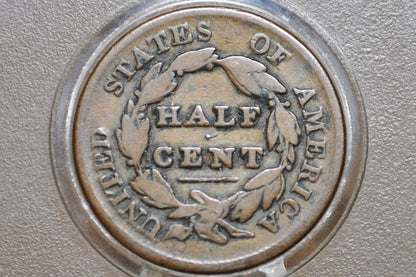 UNITED STATES OF AMERICA
HALF
CENT